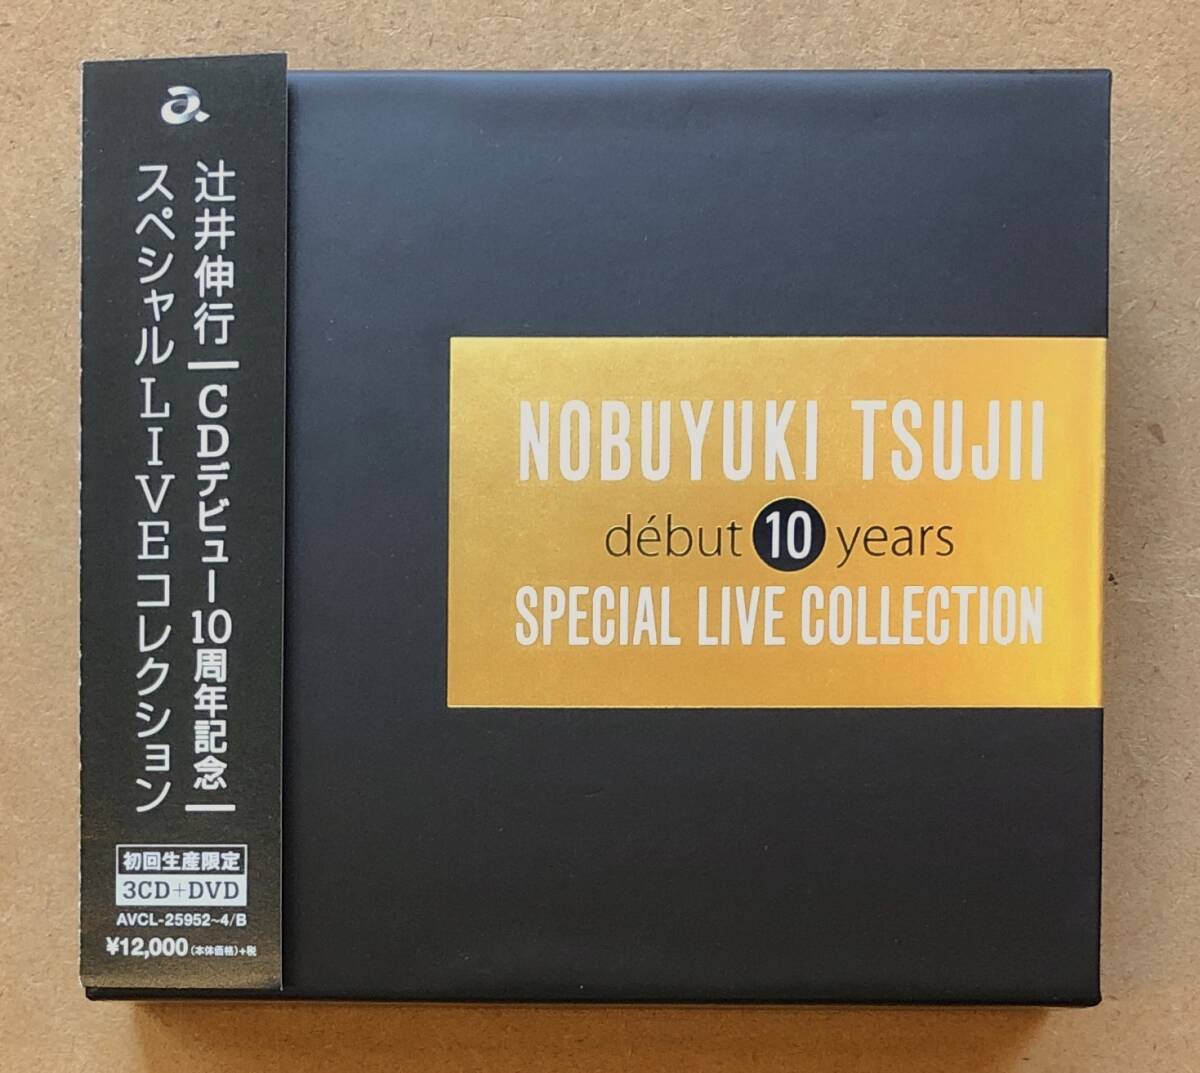 a.
辻井伸行|CDデビュー10周年記念|
スペシャルLIVEコレクション
初回生産限定
3CD+DVD
AVCL-25952~4/B
¥12,000(本体価格)+税
NOBUYUKI TSUJII
début 10 years
SPECIAL LIVE COLLECTION